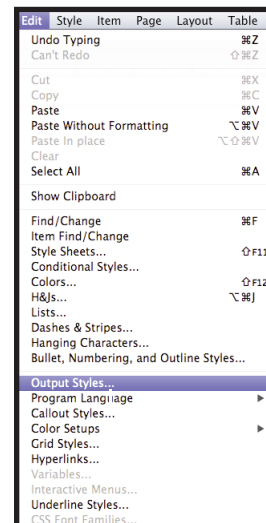 Edit Style Item Page Layout Table
Undo Typing ⌘Z
Can't Redo ⇧⌘Z
Cut ⌘X
Copy ⌘C
Paste ⌘V
Paste Without Formatting ⌥⌘V
Paste In place ⌥⇧⌘V
Clear
Select All ⌘A
Show Clipboard
Find/Change ⌘F
Item Find/Change
Style Sheets... ⇧F11
Conditional Styles...
Colors... ⇧F12
H&Js... ⌥⌘J
Lists...
Dashes & Stripes...
Hanging Characters...
Bullet, Numbering, and Outline Styles...
Output Styles...
Program Language
Callout Styles...
Color Setups
Grid Styles...
Hyperlinks...
Variables...
Interactive Menus...
Underline Styles...
CSS Font Families...